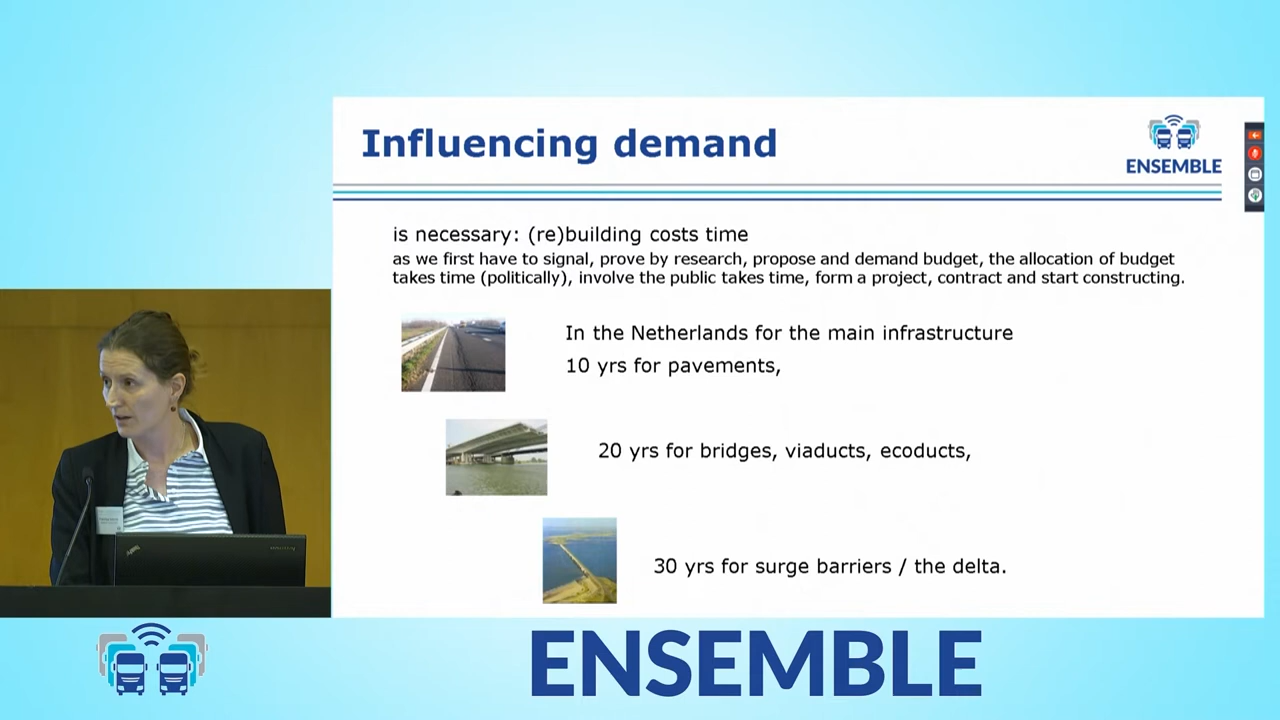 Influencing demand
ENSEMBLE
is necessary: (re)building costs time
as we first have to signal, prove by research, propose and demand budget, the allocation of budget
takes time (politically), involve the public takes time, form a project, contract and start constructing.
In the Netherlands for the main infrastructure
10 yrs for pavements,
20 yrs for bridges, viaducts, ecoducts,
30 yrs for surge barriers / the delta.
ENSEMBLE